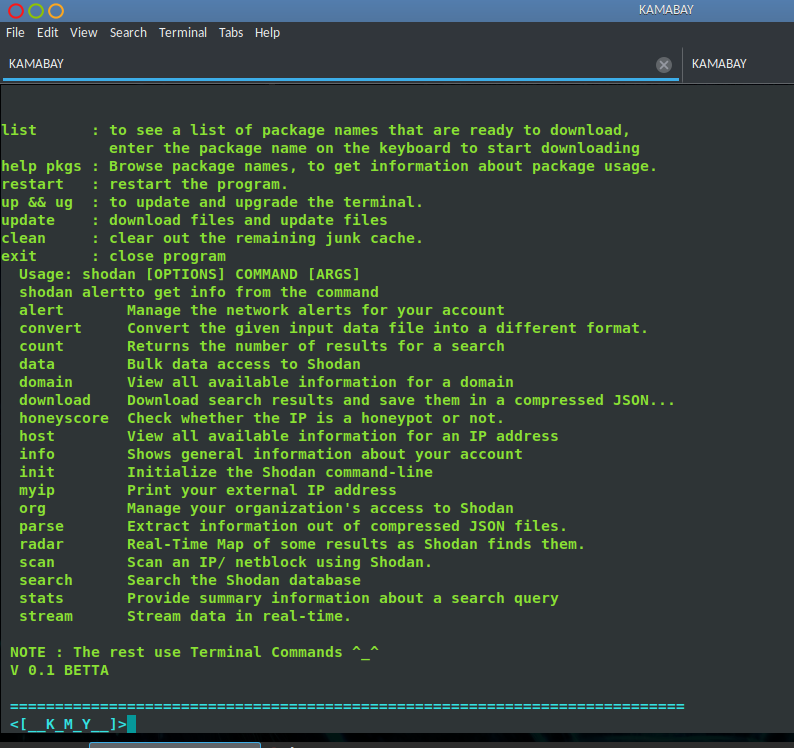 KAMABAY
File Edit View Search Terminal Tabs Help
KAMABAY KAMABAY
list : to see a list of package names that are ready to download,
enter the package name on the keyboard to start downloading
help pkgs : Browse package names, to get information about package usage.
restart : restart the program.
up && ug : to update and upgrade the terminal.
update : download files and update files
clean : clear out the remaining junk cache.
exit : close program
Usage: shodan [OPTIONS] COMMAND [ARGS]
shodan alertto get info from the command
alert Manage the network alerts for your account
convert Convert the given input data file into a different format.
count Returns the number of results for a search
data Bulk data access to Shodan
domain View all available information for a domain
download Download search results and save them in a compressed JSON...
honeyscore Check whether the IP is a honeypot or not.
host View all available information for an IP address
info Shows general information about your account
init Initialize the Shodan command-line
myip Print your external IP address
org Manage your organization's access to Shodan
parse Extract information out of compressed JSON files.
radar Real-Time Map of some results as Shodan finds them.
scan Scan an IP/ netblock using Shodan.
search Search the Shodan database
stats Provide summary information about a search query
stream Stream data in real-time.
NOTE : The rest use Terminal Commands ^_^
V 0.1 BETTA
===========================================================================
<[__K_M_Y__]>